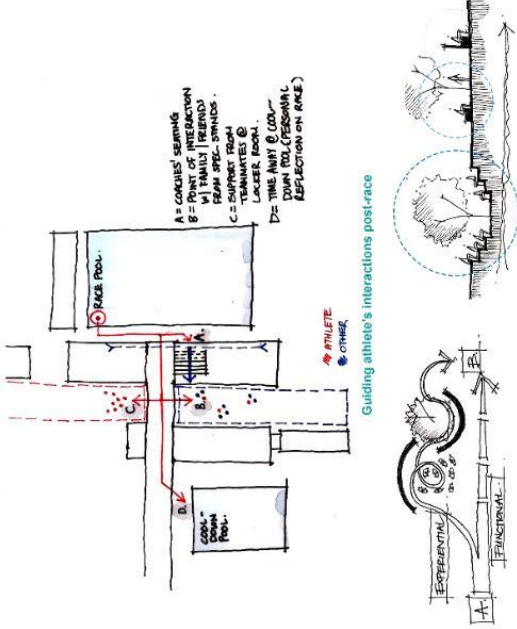 RACE POOL.
A = COACHES' SEATING
B = POINT OF INTERACTION
W/ FAMILY | FRIENDS
FROM SPEC. STANDS.
C = SUPPORT FROM
TEAMMATES @
LOCKER ROOM.
D = TIME AWAY @ COOL-
DOWN POOL (PERSONAL
REFLECTION ON RACE)
A.
B.
C.
D.
COOL-
DOWN
POOL.
ATHLETE
OTHER
Guiding athlete's interactions post-race
EXPERIENTIAL
FUNCTIONAL
A
B